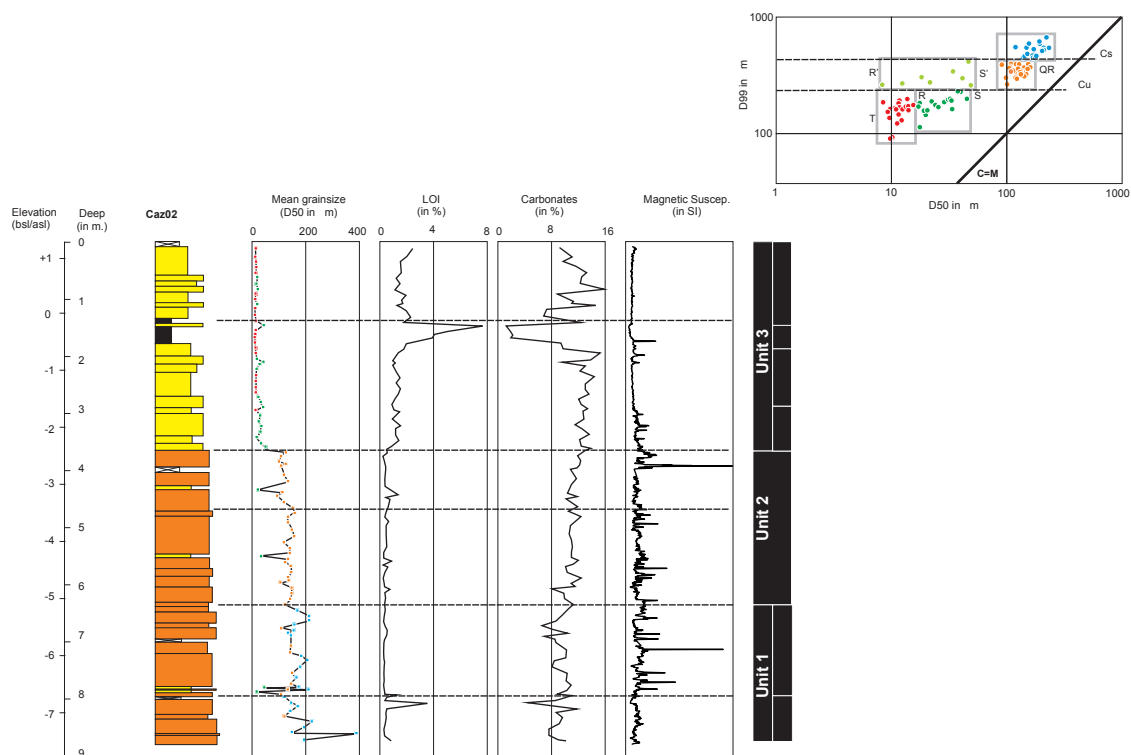 1000
D99 in m
100
R'
S'
R
S
T
QR
Cs
Cu
C=M
1
10
100
1000
D50 in m
Elevation
(bsl/asl)
Deep
(in m.)
Caz02
Mean grainsize
(D50 in m)
LOI
(in %)
Carbonates
(in %)
Magnetic Suscep.
(in SI)
0 200 400
0 4 8
0 8 16
+1
0
-1
-2
-3
-4
-5
-6
-7
0
1
2
3
4
5
6
7
8
9
Unit 3
Unit 2
Unit 1